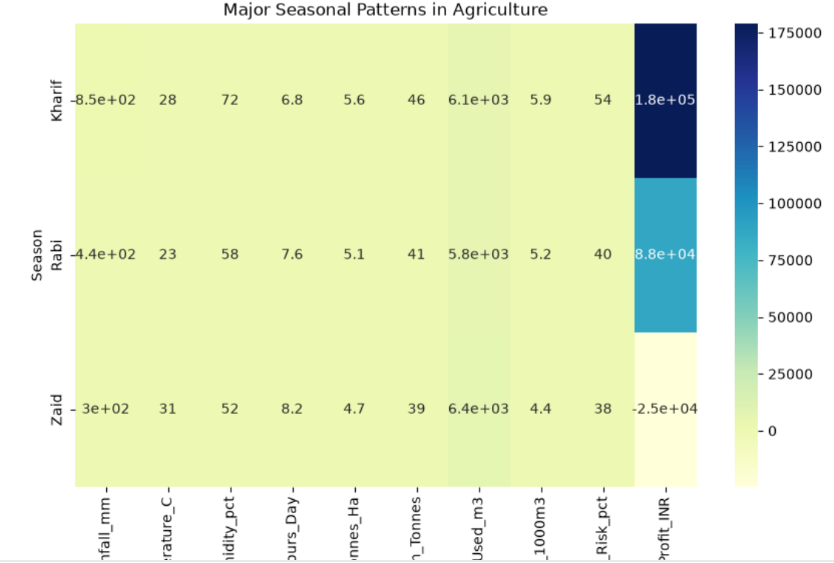 Major Seasonal Patterns in Agriculture
Kharif 8.5e+02 28 72 6.8 5.6 46 6.1e+03 5.9 54 1.8e+05
Season
Rabi 4.4e+02 23 58 7.6 5.1 41 5.8e+03 5.2 40 8.8e+04
Zaid 3e+02 31 52 8.2 4.7 39 6.4e+03 4.4 38 -2.5e+04
nfall_mm erature_C idity_pct ours_Day onnes_Ha n_Tonnes Used_m3 _1000m3 _Risk_pct Profit_INR
175000
150000
125000
100000
75000
50000
25000
0